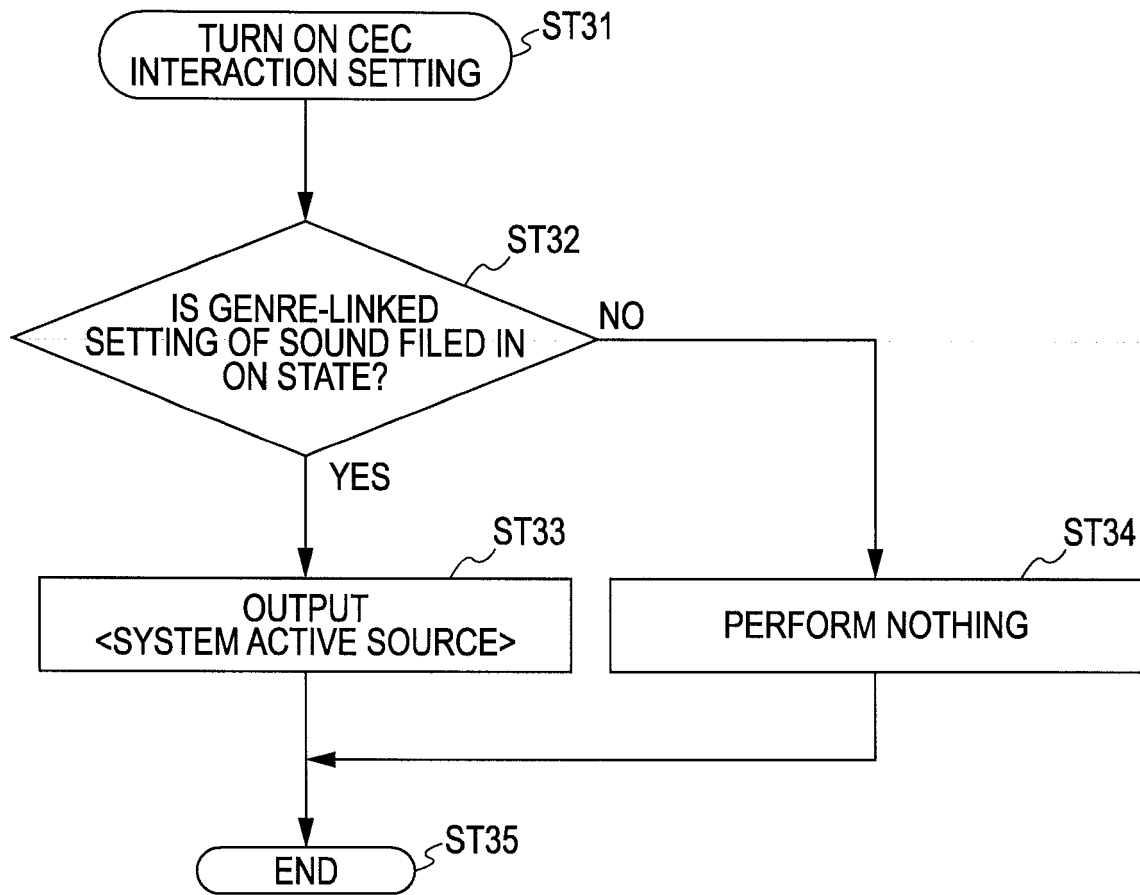 TURN ON CEC
INTERACTION SETTING
ST31
ST32
IS GENRE-LINKED
SETTING OF SOUND FILED IN
ON STATE?
NO
YES
ST33
OUTPUT
<SYSTEM ACTIVE SOURCE>
ST34
PERFORM NOTHING
END
ST35